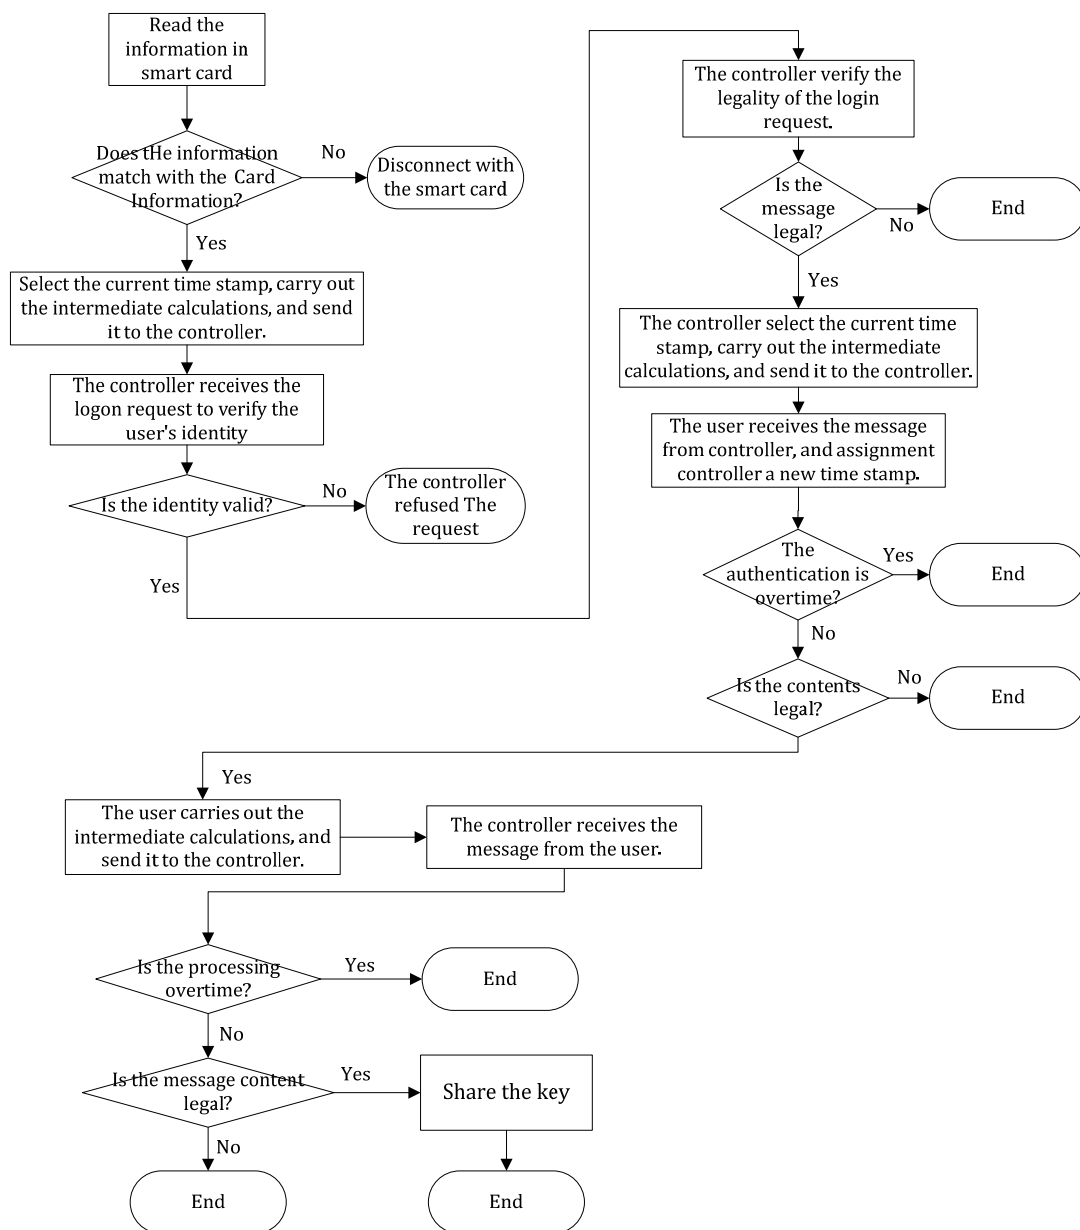 Read the
information in
smart card
Does tHe information
match with the Card
Information?
No
Disconnect with
the smart card
Yes
Select the current time stamp, carry out
the intermediate calculations, and send
it to the controller.
The controller receives the
logon request to verify the
user's identity
Is the identity valid?
No
The controller
refused The
request
Yes
The controller verify the
legality of the login
request.
Is the
message
legal?
No
End
Yes
The controller select the current time
stamp, carry out the intermediate
calculations, and send it to the controller.
The user receives the message
from controller, and assignment
controller a new time stamp.
The
authentication is
overtime?
Yes
End
No
Is the contents
legal?
No
End
Yes
The user carries out the
intermediate calculations, and
send it to the controller.
The controller receives the
message from the user.
Is the processing
overtime?
Yes
End
No
Is the message content
legal?
Yes
Share the key
No
End
End